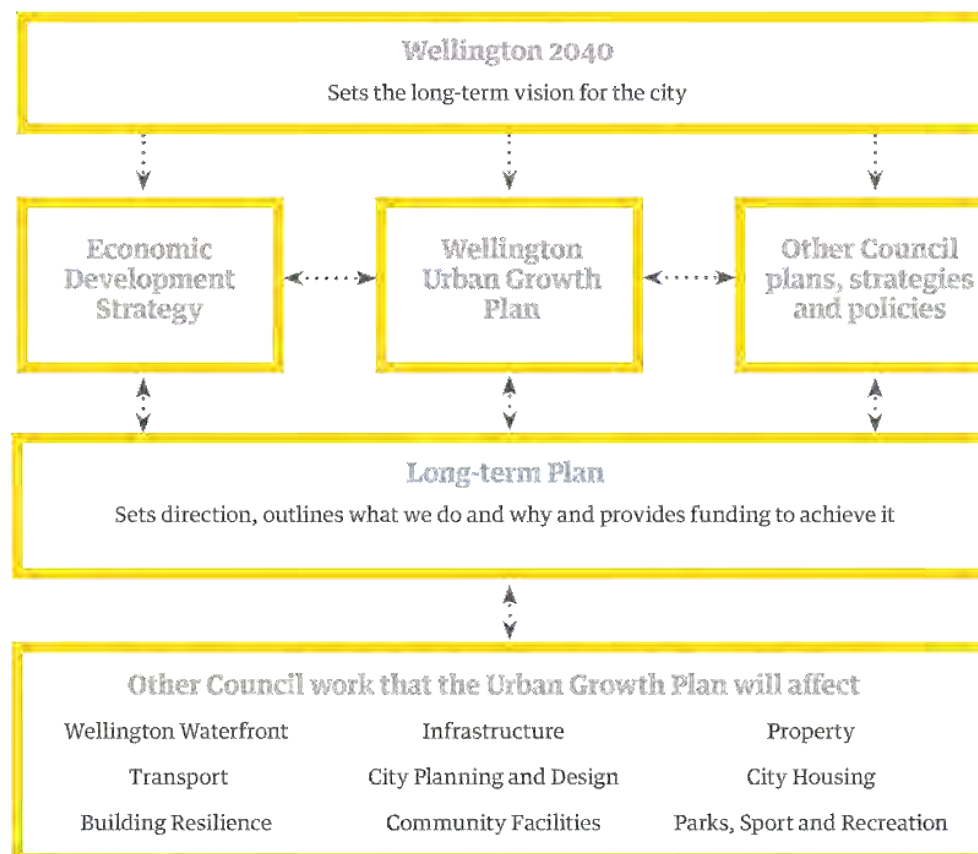 Wellington 2040
Sets the long-term vision for the city
Economic
Development
Strategy
Wellington
Urban Growth
Plan
Other Council
plans, strategies
and policies
Long-term Plan
Sets direction, outlines what we do and why and provides funding to achieve it
Other Council work that the Urban Growth Plan will affect
Wellington Waterfront
Infrastructure
Property
Transport
City Planning and Design
City Housing
Building Resilience
Community Facilities
Parks, Sport and Recreation